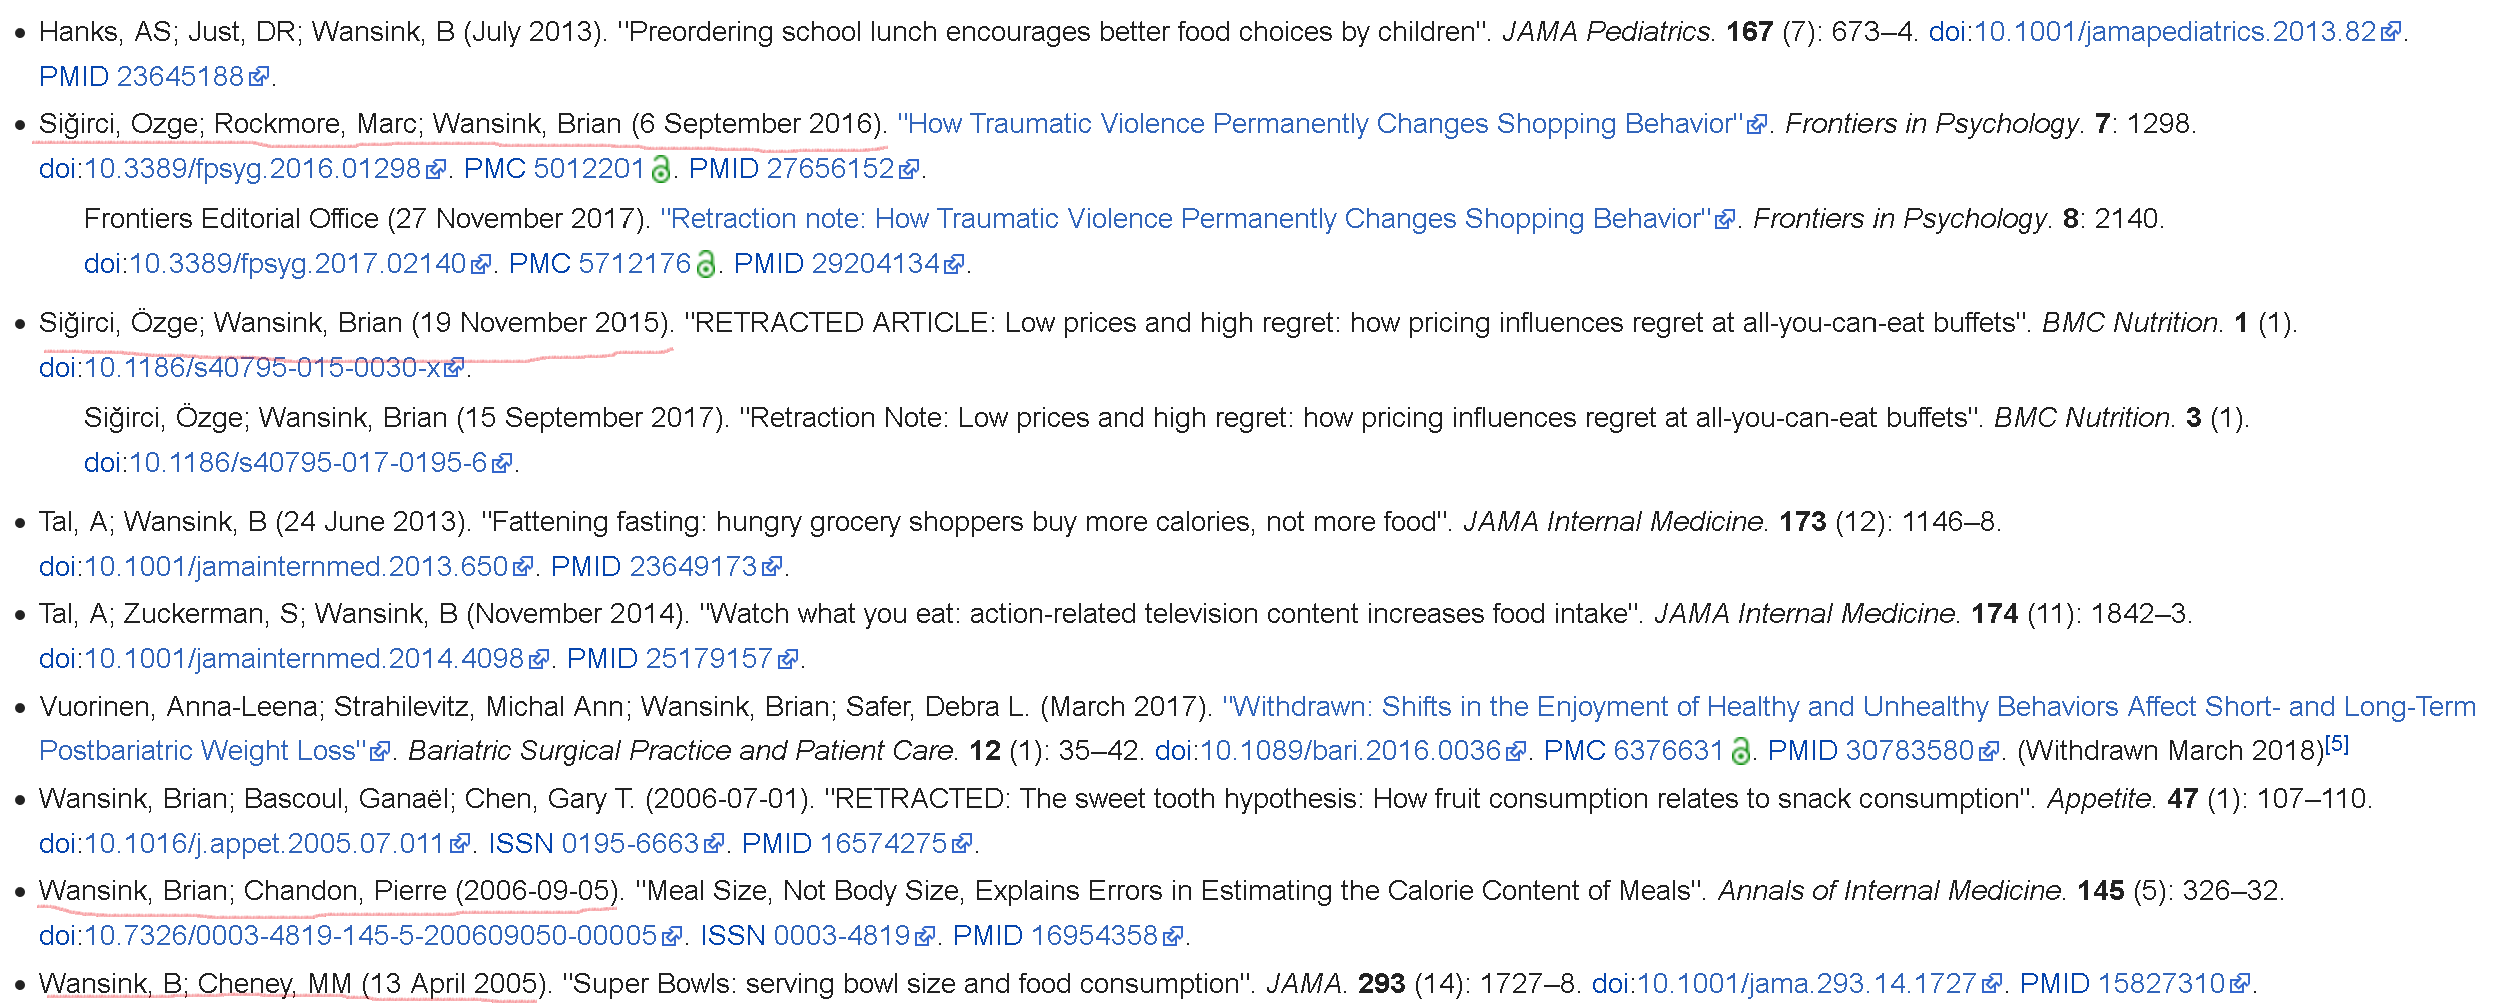 • Hanks, AS; Just, DR; Wansink, B (July 2013). "Preordering school lunch encourages better food choices by children". JAMA Pediatrics. 167 (7): 673–4. doi:10.1001/jamapediatrics.2013.82.
PMID 23645188.
• Siğirci, Ozge; Rockmore, Marc; Wansink, Brian (6 September 2016). "How Traumatic Violence Permanently Changes Shopping Behavior". Frontiers in Psychology. 7: 1298.
doi:10.3389/fpsyg.2016.01298. PMC 5012201. PMID 27656152.
Frontiers Editorial Office (27 November 2017). "Retraction note: How Traumatic Violence Permanently Changes Shopping Behavior". Frontiers in Psychology. 8: 2140.
doi:10.3389/fpsyg.2017.02140. PMC 5712176. PMID 29204134.
• Siğirci, Özge; Wansink, Brian (19 November 2015). "RETRACTED ARTICLE: Low prices and high regret: how pricing influences regret at all-you-can-eat buffets". BMC Nutrition. 1 (1).
doi:10.1186/s40795-015-0030-x.
Siğirci, Özge; Wansink, Brian (15 September 2017). "Retraction Note: Low prices and high regret: how pricing influences regret at all-you-can-eat buffets". BMC Nutrition. 3 (1).
doi:10.1186/s40795-017-0195-6.
• Tal, A; Wansink, B (24 June 2013). "Fattening fasting: hungry grocery shoppers buy more calories, not more food". JAMA Internal Medicine. 173 (12): 1146–8.
doi:10.1001/jamainternmed.2013.650. PMID 23649173.
• Tal, A; Zuckerman, S; Wansink, B (November 2014). "Watch what you eat: action-related television content increases food intake". JAMA Internal Medicine. 174 (11): 1842–3.
doi:10.1001/jamainternmed.2014.4098. PMID 25179157.
• Vuorinen, Anna-Leena; Strahilevitz, Michal Ann; Wansink, Brian; Safer, Debra L. (March 2017). "Withdrawn: Shifts in the Enjoyment of Healthy and Unhealthy Behaviors Affect Short- and Long-Term
Postbariatric Weight Loss". Bariatric Surgical Practice and Patient Care. 12 (1): 35–42. doi:10.1089/bari.2016.0036. PMC 6376631. PMID 30783580. (Withdrawn March 2018)[5]
• Wansink, Brian; Bascoul, Ganaël; Chen, Gary T. (2006-07-01). "RETRACTED: The sweet tooth hypothesis: How fruit consumption relates to snack consumption". Appetite. 47 (1): 107–110.
doi:10.1016/j.appet.2005.07.011. ISSN 0195-6663. PMID 16574275.
• Wansink, Brian; Chandon, Pierre (2006-09-05). "Meal Size, Not Body Size, Explains Errors in Estimating the Calorie Content of Meals". Annals of Internal Medicine. 145 (5): 326–32.
doi:10.7326/0003-4819-145-5-200609050-00005. ISSN 0003-4819. PMID 16954358.
• Wansink, B; Cheney, MM (13 April 2005). "Super Bowls: serving bowl size and food consumption". JAMA. 293 (14): 1727–8. doi:10.1001/jama.293.14.1727. PMID 15827310.